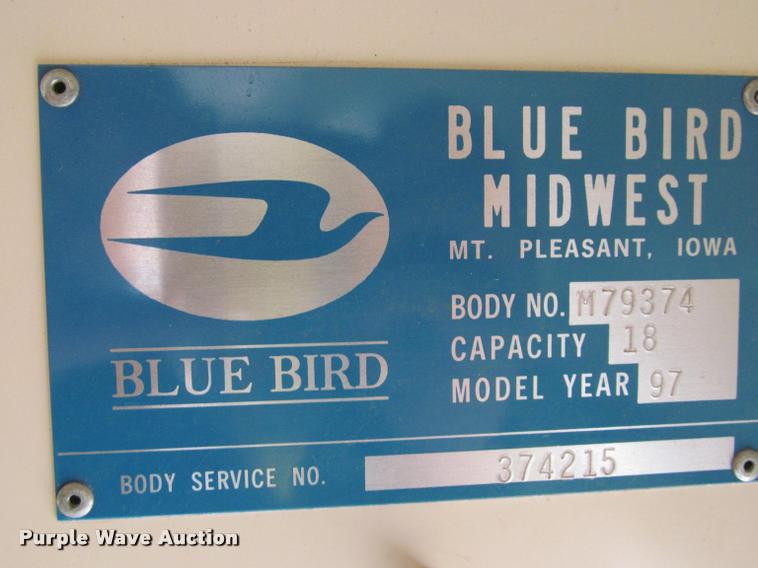 BLUE BIRD
MIDWEST
MT. PLEASANT, IOWA
BODY NO. M79374
CAPACITY 18
MODEL YEAR 97
BLUE BIRD
BODY SERVICE NO. 374215
Purple Wave Auction